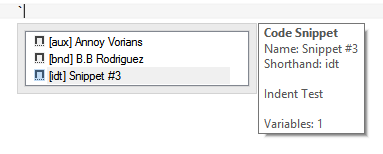 `
[aux] Annoy Vorians
[bnd] B.B Rodriguez
[idt] Snippet #3
Code Snippet
Name: Snippet #3
Shorthand: idt
Indent Test
Variables: 1